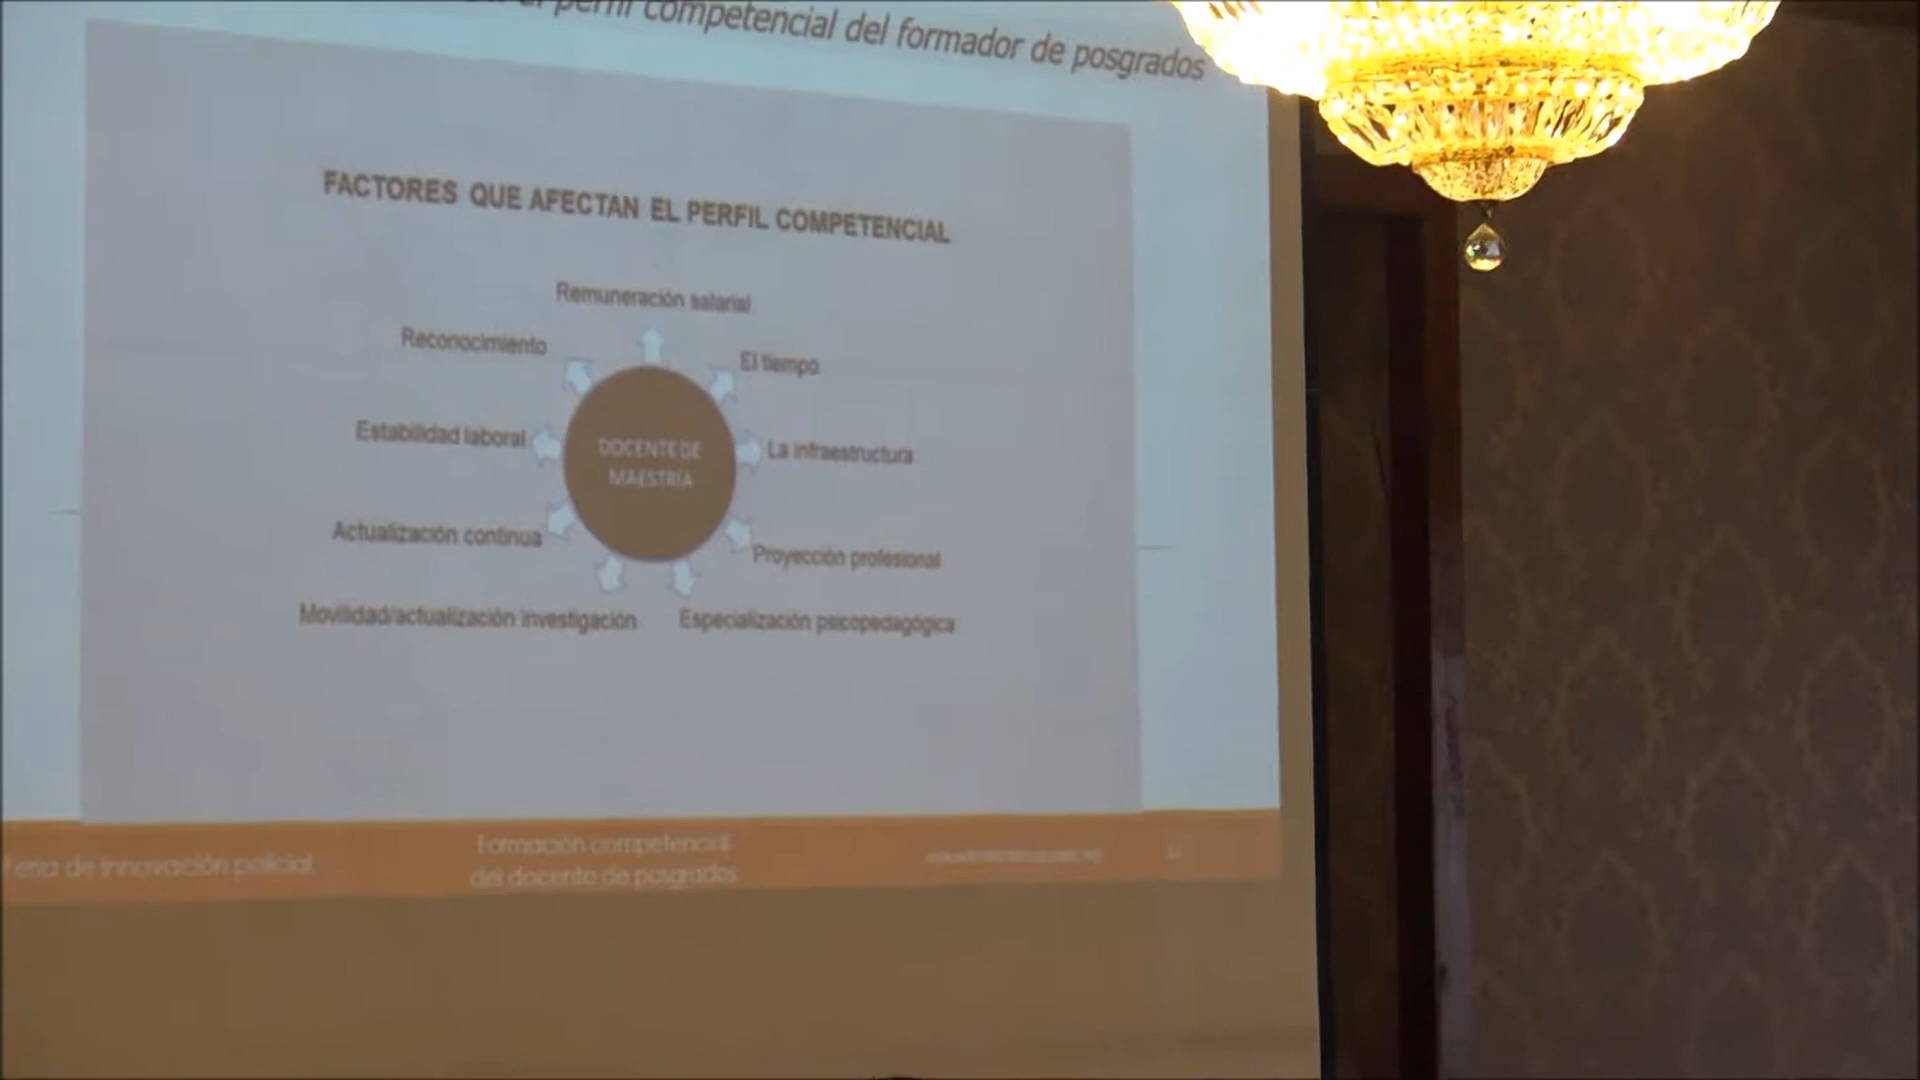 perfil competencial del formador de posgrados
FACTORES QUE AFECTAN EL PERFIL COMPETENCIAL
Remuneración salarial
Reconocimiento
El tiempo
Estabilidad laboral
DOCENTE DE
MAESTRÍA
La infraestructura
Actualización continua
Proyección profesional
Movilidad/actualización investigación
Especialización psicopedagógica
de innovación policial
Formación competencial
del docente de posgrados